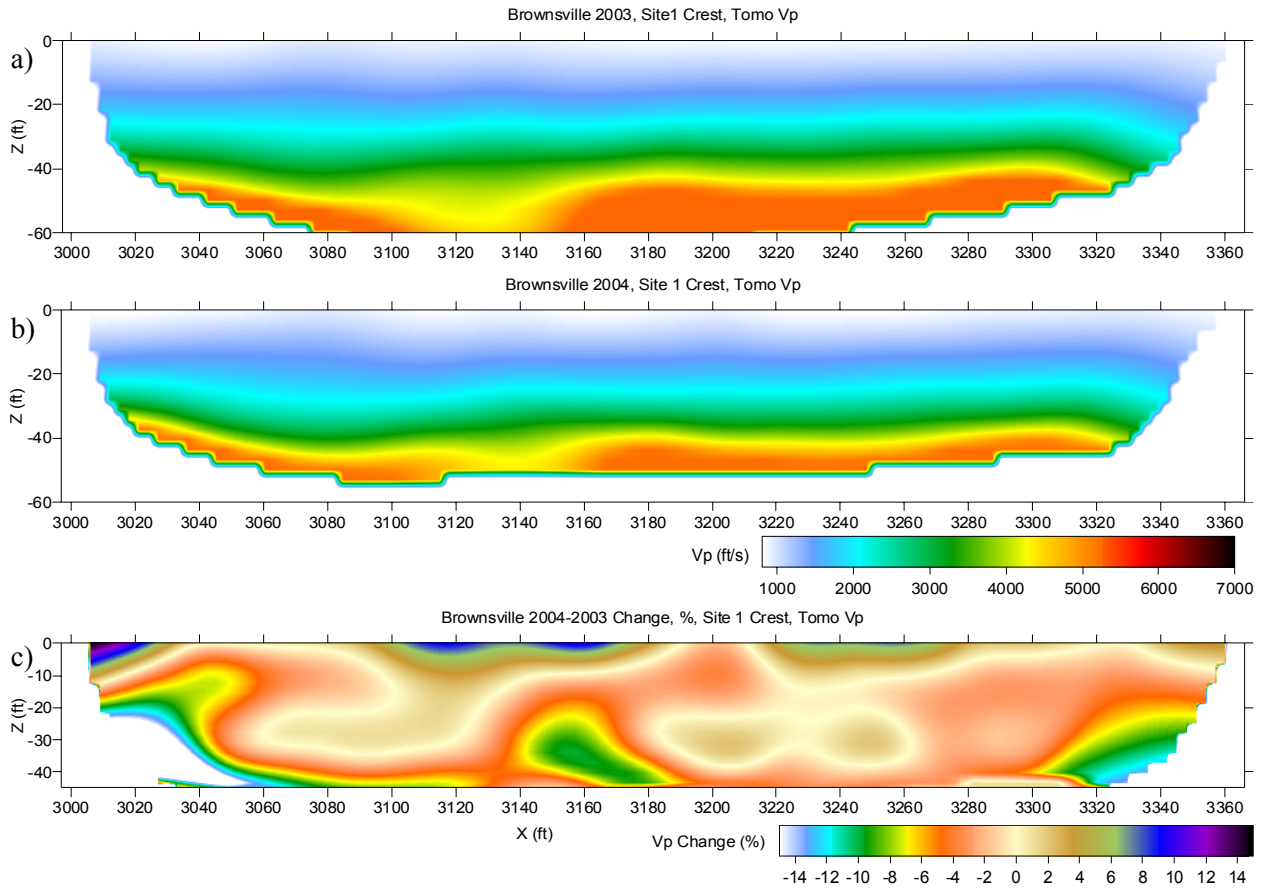 Brownsville 2003, Site1 Crest, Tomo Vp
a)
0
-20
-40
-60
Z (ft)
3000 3020 3040 3060 3080 3100 3120 3140 3160 3180 3200 3220 3240 3260 3280 3300 3320 3340 3360
Brownsville 2004, Site 1 Crest, Tomo Vp
b)
0
-20
-40
-60
Z (ft)
3000 3020 3040 3060 3080 3100 3120 3140 3160 3180 3200 3220 3240 3260 3280 3300 3320 3340 3360
Vp (ft/s)
1000 2000 3000 4000 5000 6000 7000
Brownsville 2004-2003 Change, %, Site 1 Crest, Tomo Vp
c)
0
-10
-20
-30
-40
Z (ft)
3000 3020 3040 3060 3080 3100 3120 3140 3160 3180 3200 3220 3240 3260 3280 3300 3320 3340 3360
X (ft)
Vp Change (%)
-14 -12 -10 -8 -6 -4 -2 0 2 4 6 8 10 12 14